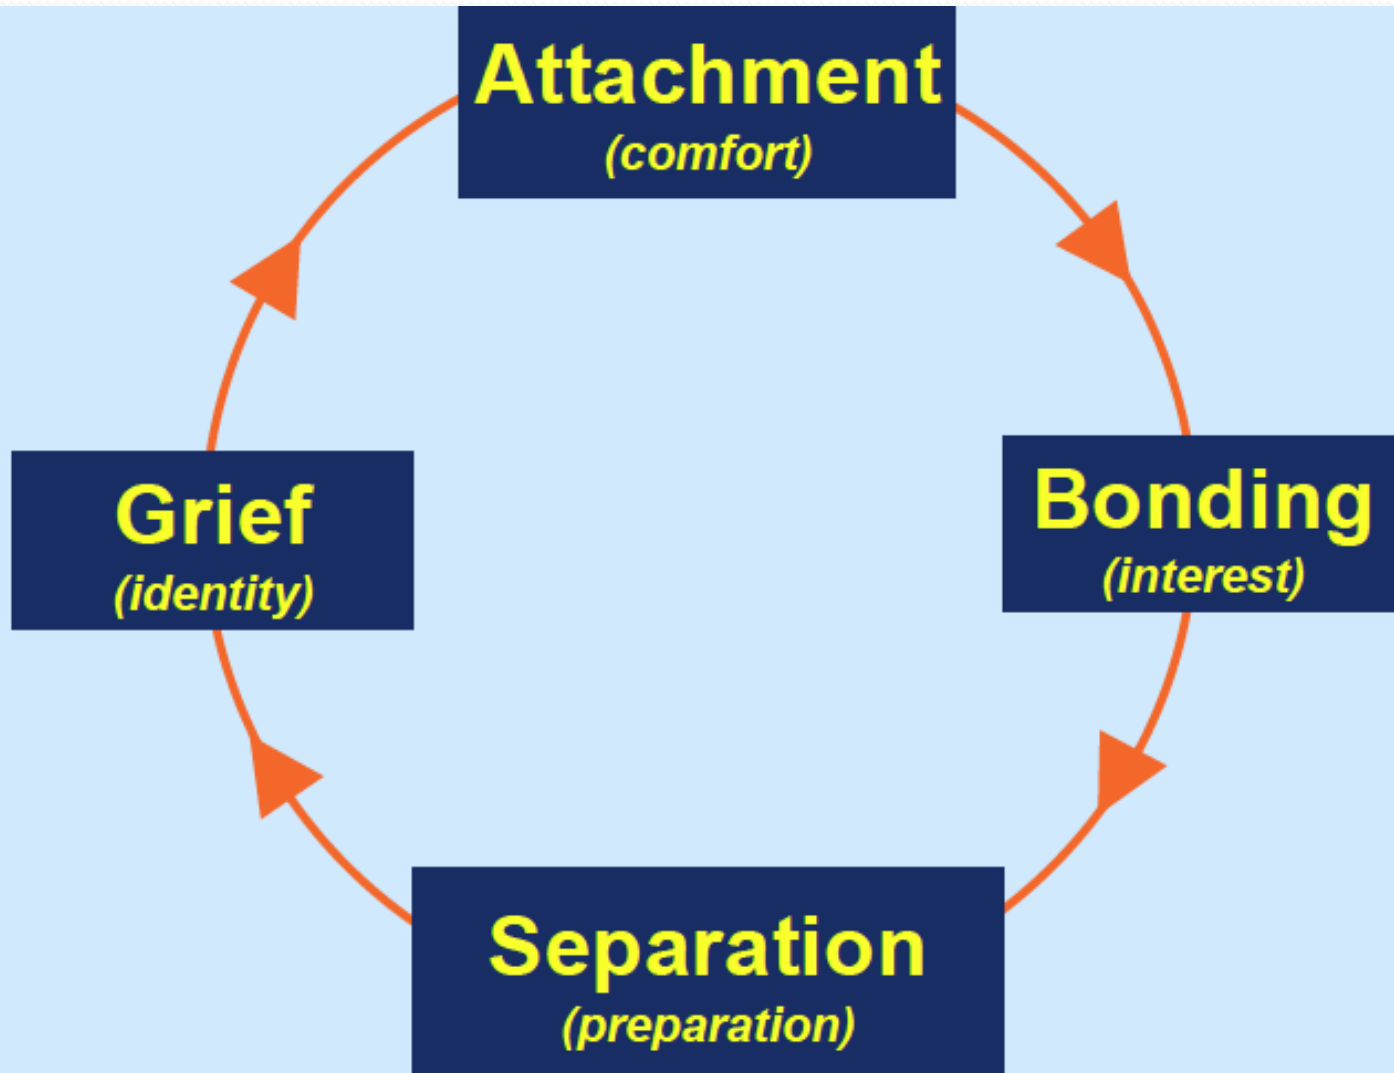 Attachment
(comfort)
Bonding
(interest)
Separation
(preparation)
Grief
(identity)